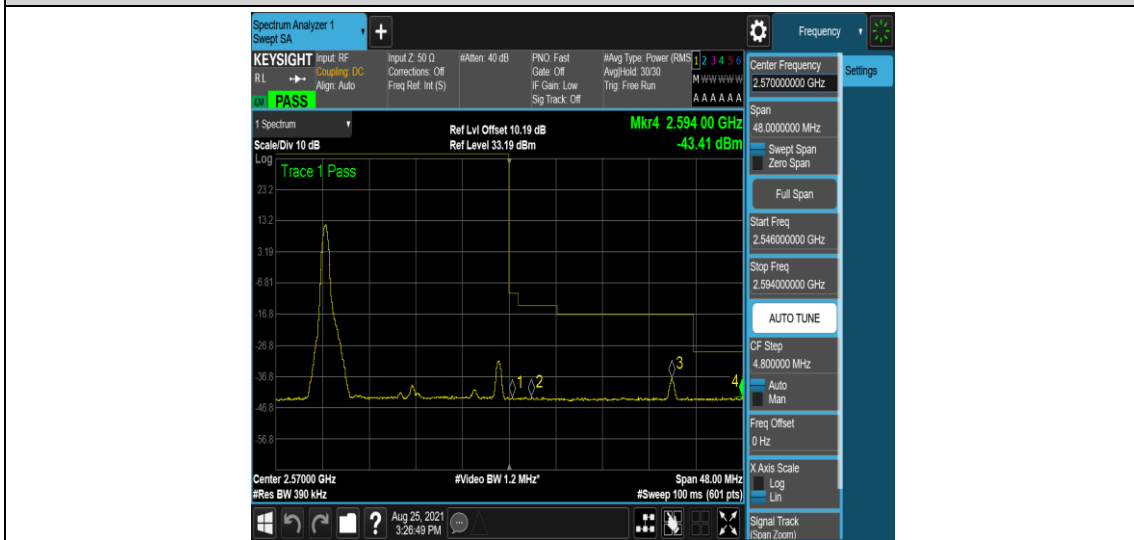 Spectrum Analyzer 1
Swept SA
+
Frequency
KEYSIGHT
RL
PASS
Input: RF
Coupling: DC
Align: Auto
Input Z: 50 Ω
Corrections: Off
Freq Ref: Int (S)
#Atten: 40 dB
PNO: Fast
Gate: Off
IF Gain: Low
Sig Track: Off
#Avg Type: Power (RMS
Avg|Hold: 30/30
Trig: Free Run
1 2 3 4 5 6
M W W W W W
A A A A A A
1 Spectrum
Scale/Div 10 dB
Ref Lvl Offset 10.19 dB
Ref Level 33.19 dBm
Mkr4 2.594 00 GHz
-43.41 dBm
Log
Trace 1 Pass
23.2
13.2
3.19
-6.81
-16.8
-26.8
-36.8
-46.8
-56.8
1
2
3
4
Center 2.57000 GHz
#Res BW 390 kHz
#Video BW 1.2 MHz*
Span 48.00 MHz
#Sweep 100 ms (601 pts)
?
Aug 25, 2021
3:26:49 PM
Center Frequency
2.570000000 GHz
Settings
Span
48.0000000 MHz
Swept Span
Zero Span
Full Span
Start Freq
2.546000000 GHz
Stop Freq
2.594000000 GHz
AUTO TUNE
CF Step
4.800000 MHz
Auto
Man
Freq Offset
0 Hz
X Axis Scale
Log
Lin
Signal Track
(Span Zoom)